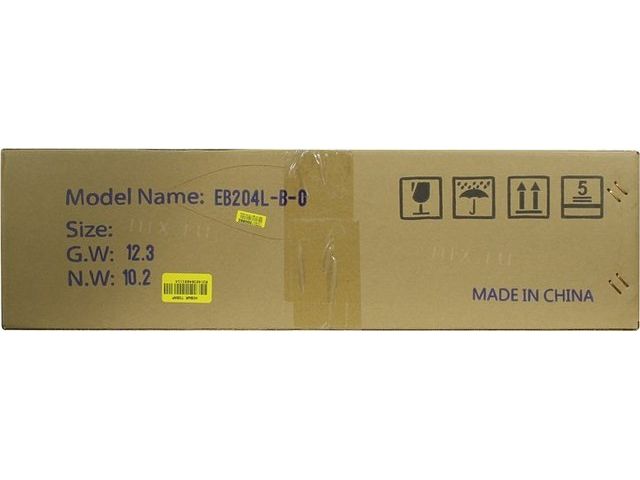 Model Name: EB204L-B-0
Size:
G.W: 12.3
N.W: 10.2
5
MADE IN CHINA